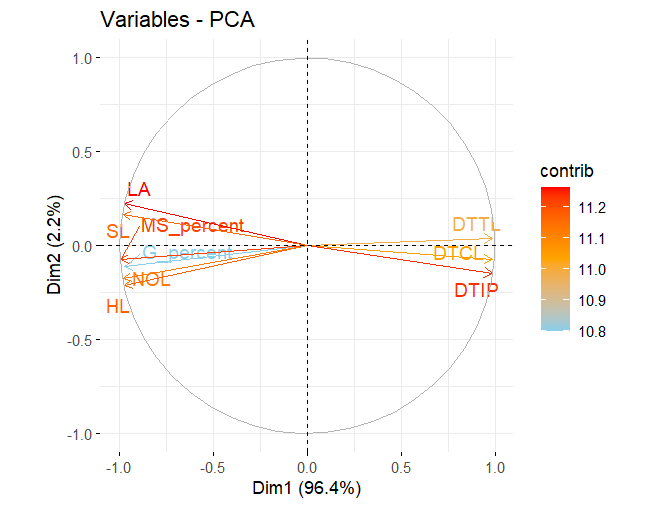 Variables - PCA
1.0
0.5
0.0
-0.5
-1.0
Dim2 (2.2%)
LA
SL
MS_percent
G_percent
NOL
HL
DTTL
DTCL
DTIP
-1.0
-0.5
0.0
0.5
1.0
Dim1 (96.4%)
contrib
11.2
11.1
11.0
10.9
10.8